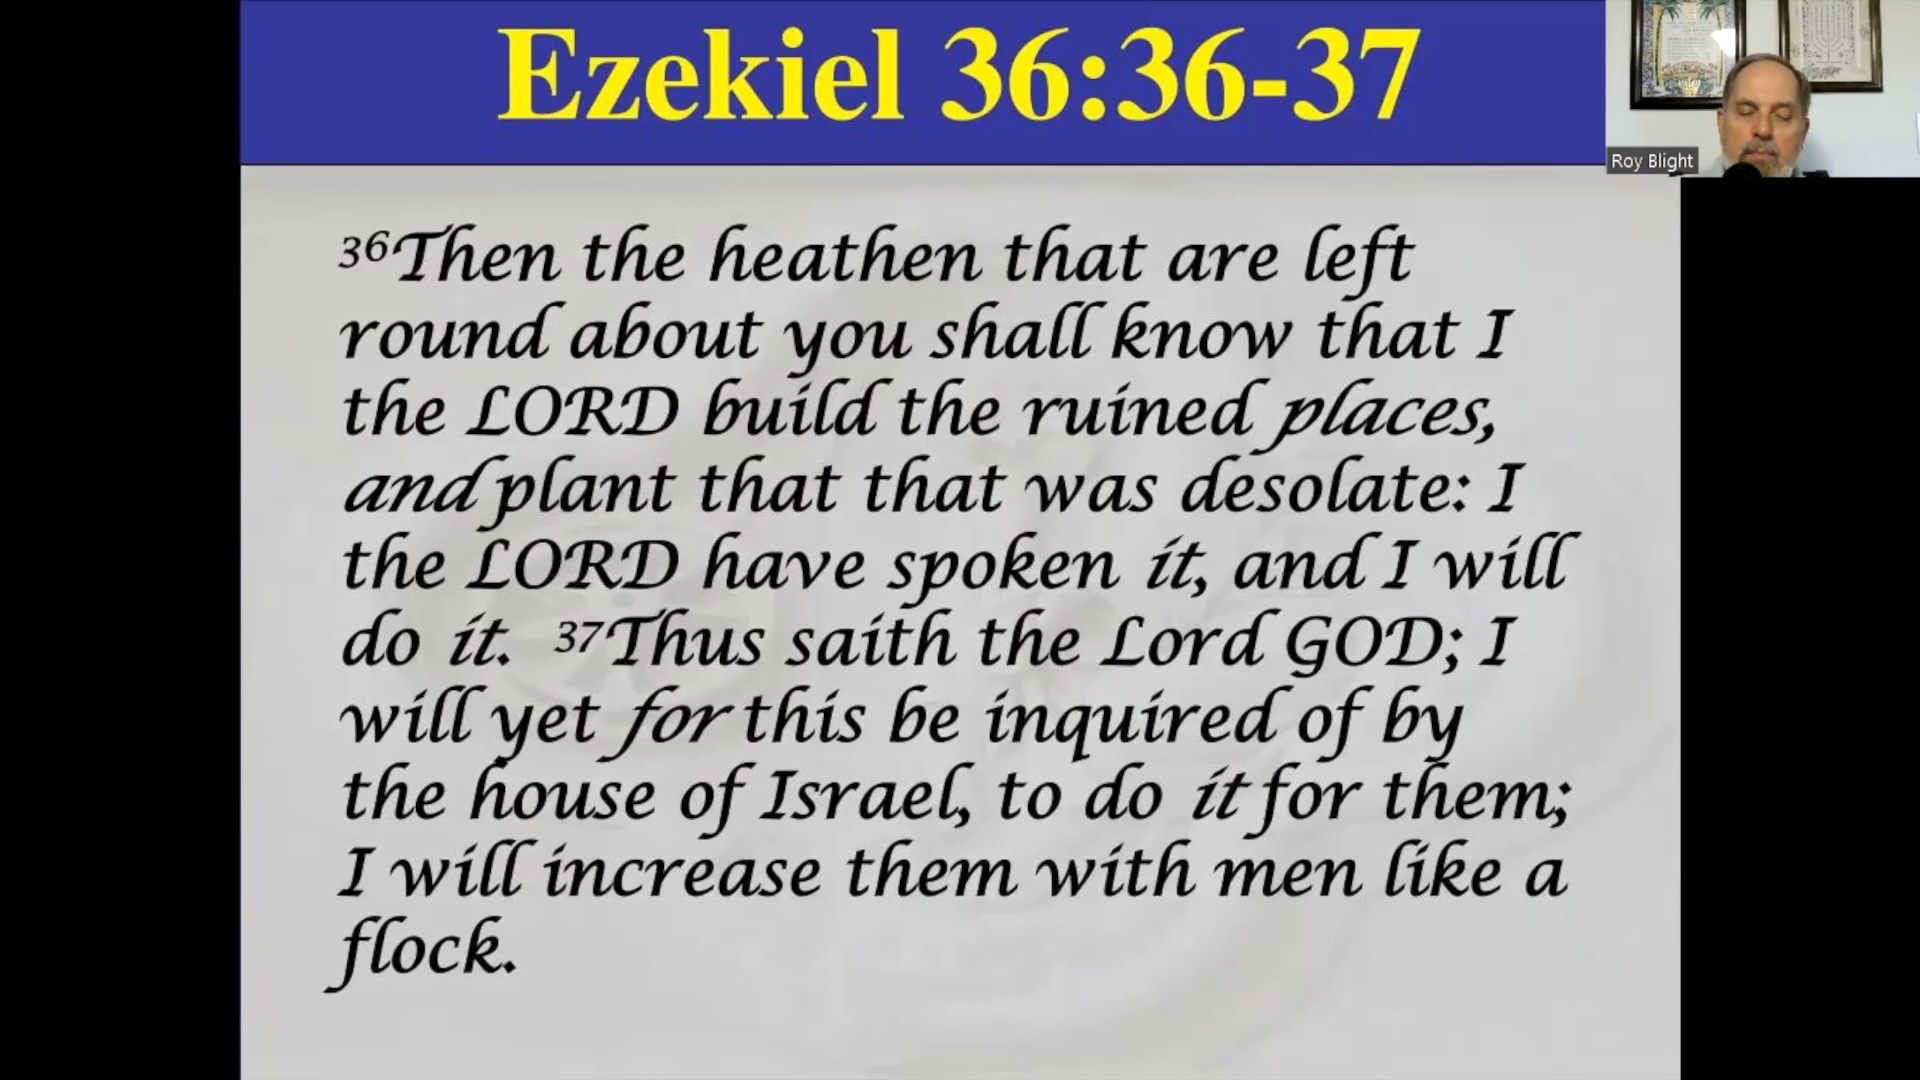 Ezekiel 36:36-37
Roy Blight
³⁶Then the heathen that are left
round about you shall know that I
the LORD build the ruined places,
and plant that that was desolate: I
the LORD have spoken it, and I will
do it. ³⁷Thus saith the Lord GOD; I
will yet for this be inquired of by
the house of Israel, to do it for them;
I will increase them with men like a
flock.